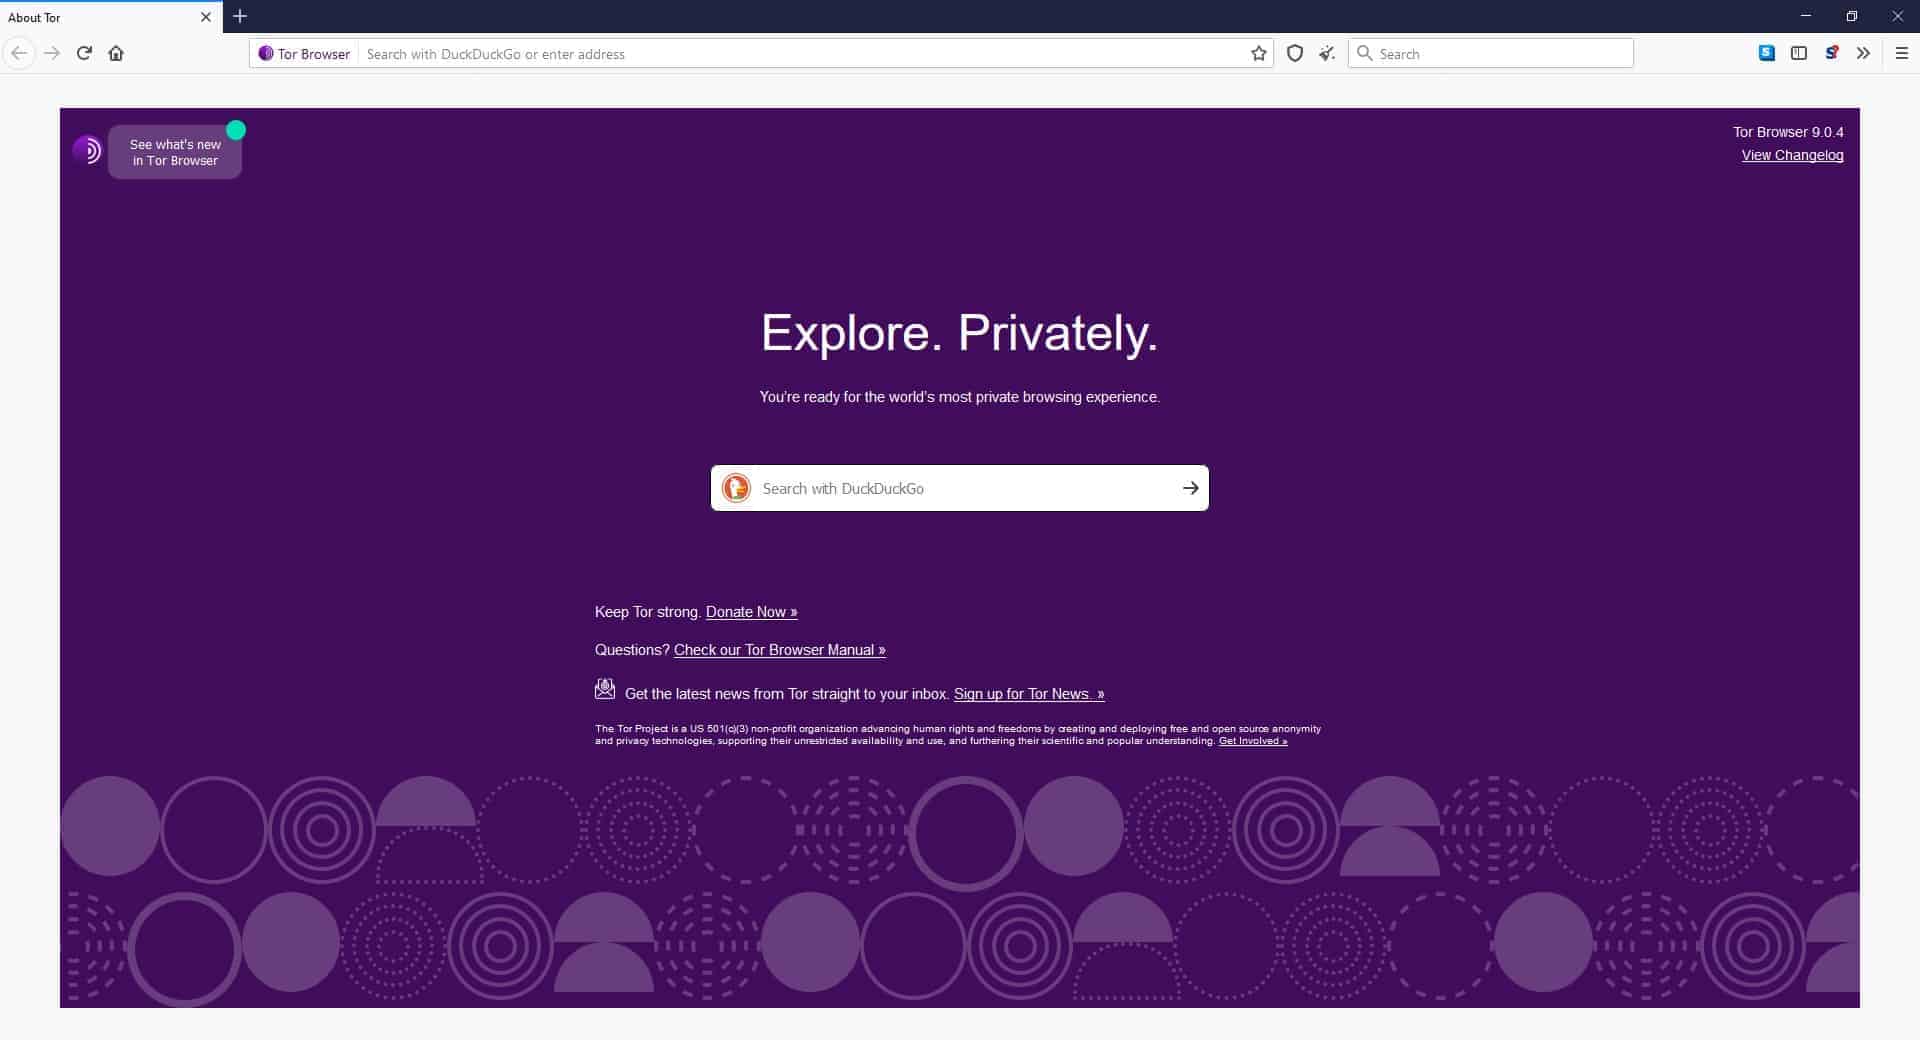 About Tor
Tor Browser
Search with DuckDuckGo or enter address
Search
See what's new
in Tor Browser
Tor Browser 9.0.4
View Changelog
Explore. Privately.
You're ready for the world's most private browsing experience.
Search with DuckDuckGo
Keep Tor strong. Donate Now »
Questions? Check our Tor Browser Manual »
Get the latest news from Tor straight to your inbox. Sign up for Tor News. »
The Tor Project is a US 501(c)(3) non-profit organization advancing human rights and freedoms by creating and deploying free and open source anonymity
and privacy technologies, supporting their unrestricted availability and use, and furthering their scientific and popular understanding. Get Involved »